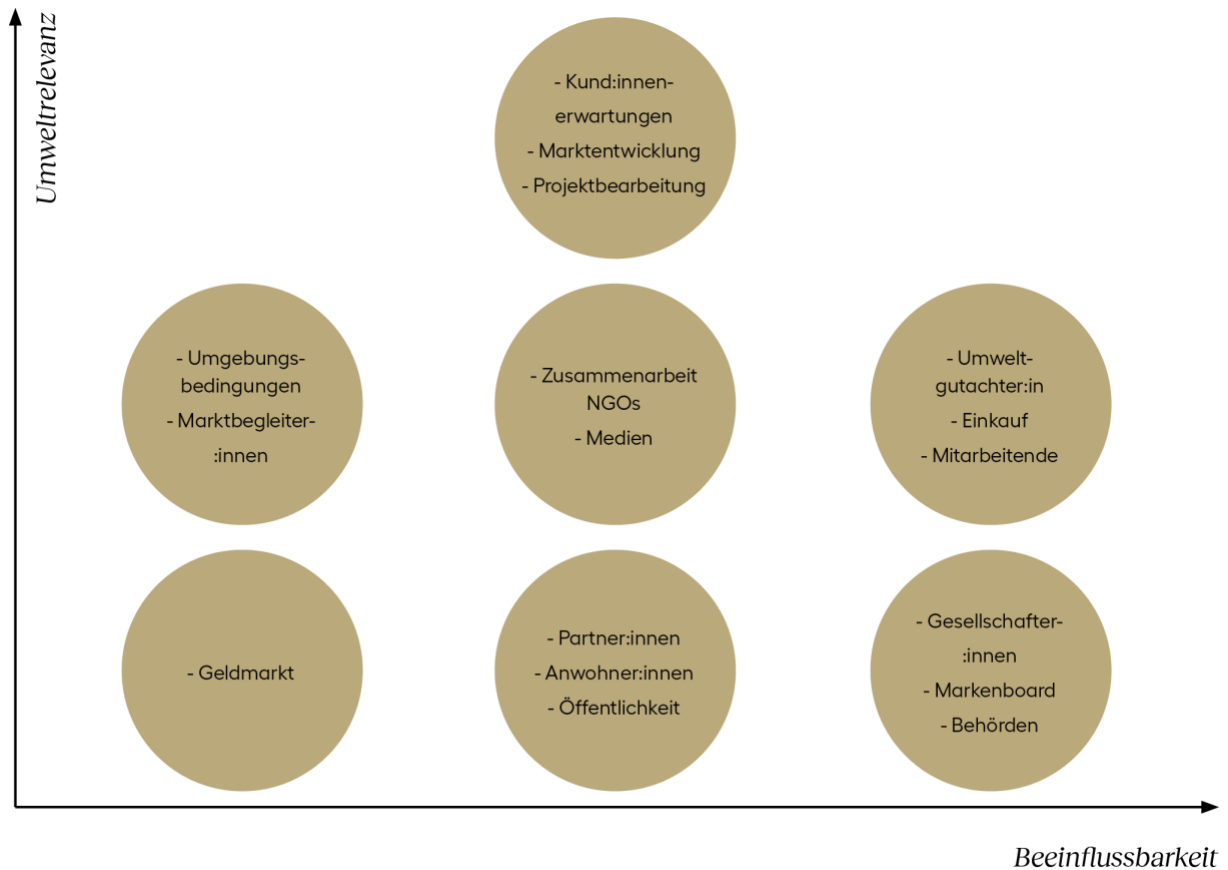 Umweltrelevanz
- Kund:innen-
erwartungen
- Marktentwicklung
- Projektbearbeitung
- Umgebungs-
bedingungen
- Marktbegleiter-
:innen
- Zusammenarbeit
NGOs
- Medien
- Umwelt-
gutachter:in
- Einkauf
- Mitarbeitende
- Geldmarkt
- Partner:innen
- Anwohner:innen
- Öffentlichkeit
- Gesellschafter-
:innen
- Markenboard
- Behörden
Beeinflussbarkeit